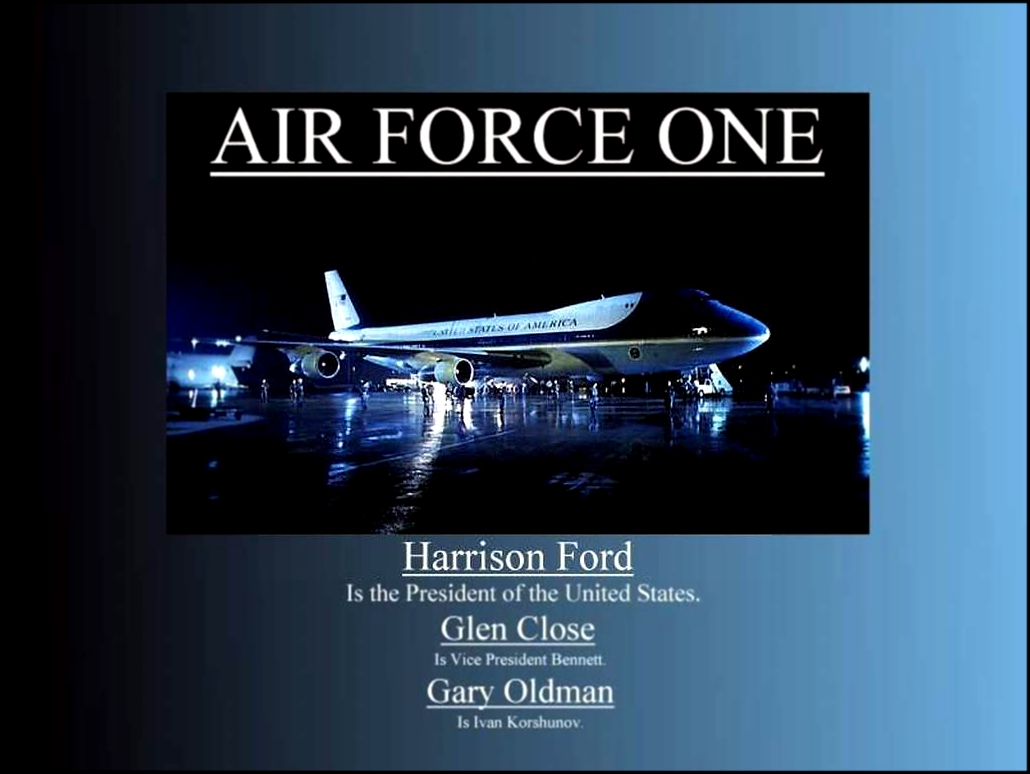 AIR FORCE ONE
UNITED STATES OF AMERICA
Harrison Ford
Is the President of the United States.
Glen Close
Is Vice President Bennett.
Gary Oldman
Is Ivan Korshunov.